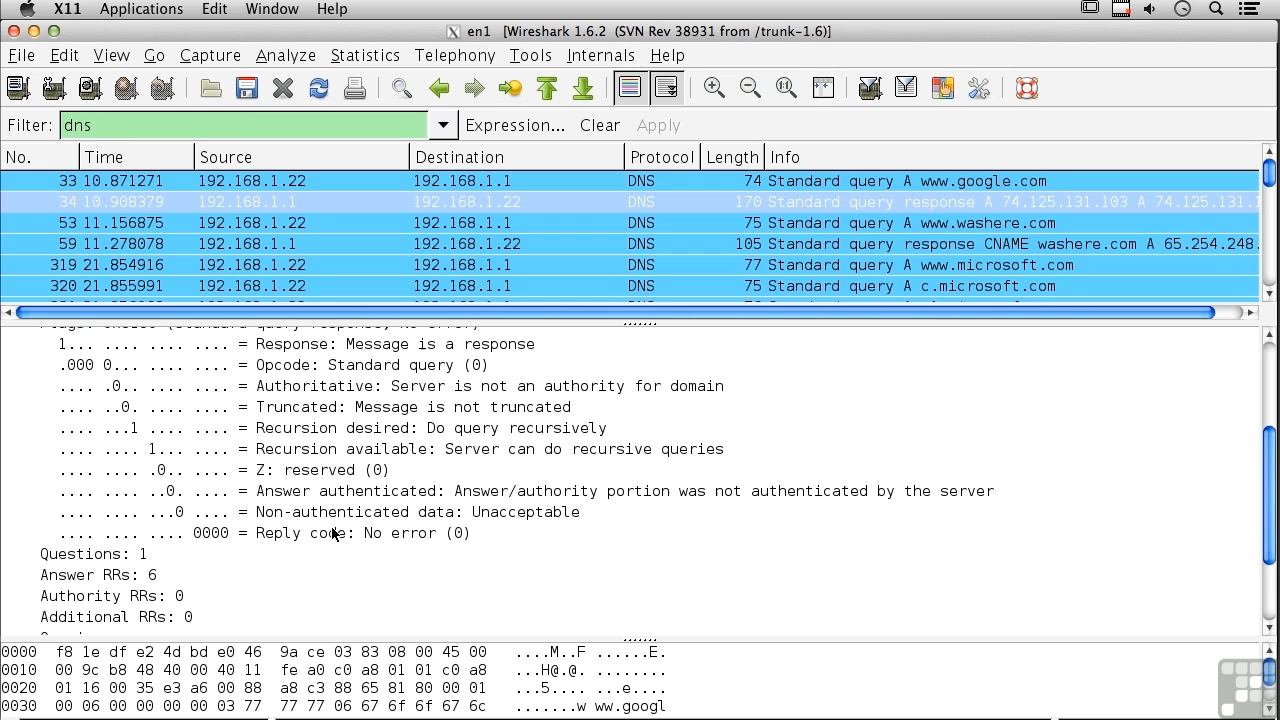 X11 Applications Edit Window Help
en1 [Wireshark 1.6.2 (SVN Rev 38931 from /trunk-1.6)]
File Edit View Go Capture Analyze Statistics Telephony Tools Internals Help
Filter: dns Expression... Clear Apply
No. Time Source Destination Protocol Length Info
33 10.871271 192.168.1.22 192.168.1.1 DNS 74 Standard query A www.google.com
34 10.908379 192.168.1.1 192.168.1.22 DNS 170 Standard query response A 74.125.131.103 A 74.125.131.1
53 11.156875 192.168.1.22 192.168.1.1 DNS 75 Standard query A www.washere.com
59 11.278078 192.168.1.1 192.168.1.22 DNS 105 Standard query response CNAME washere.com A 65.254.248.
319 21.854916 192.168.1.22 192.168.1.1 DNS 77 Standard query A www.microsoft.com
320 21.855991 192.168.1.22 192.168.1.1 DNS 75 Standard query A c.microsoft.com
(Standard query response, No error)
1... .... .... .... = Response: Message is a response
.000 0... .... .... = Opcode: Standard query (0)
.... .0.. .... .... = Authoritative: Server is not an authority for domain
.... ..0. .... .... = Truncated: Message is not truncated
.... ...1 .... .... = Recursion desired: Do query recursively
.... .... 1... .... = Recursion available: Server can do recursive queries
.... .... .0.. .... = Z: reserved (0)
.... .... ..0. .... = Answer authenticated: Answer/authority portion was not authenticated by the server
.... .... ...0 .... = Non-authenticated data: Unacceptable
.... .... .... 0000 = Reply code: No error (0)
Questions: 1
Answer RRs: 6
Authority RRs: 0
Additional RRs: 0
0000 f8 1e df e2 4d bd e0 46 9a ce 03 83 08 00 45 00 ....M..F ......E.
0010 00 9c b8 48 40 00 40 11 fe a0 c0 a8 01 01 c0 a8 ...H@.@. ........
0020 01 16 00 35 e3 a6 00 88 a8 c3 88 65 81 80 00 01 ...5.... ...e....
0030 00 06 00 00 00 00 03 77 77 77 06 67 6f 6f 67 6c .......w ww.googl